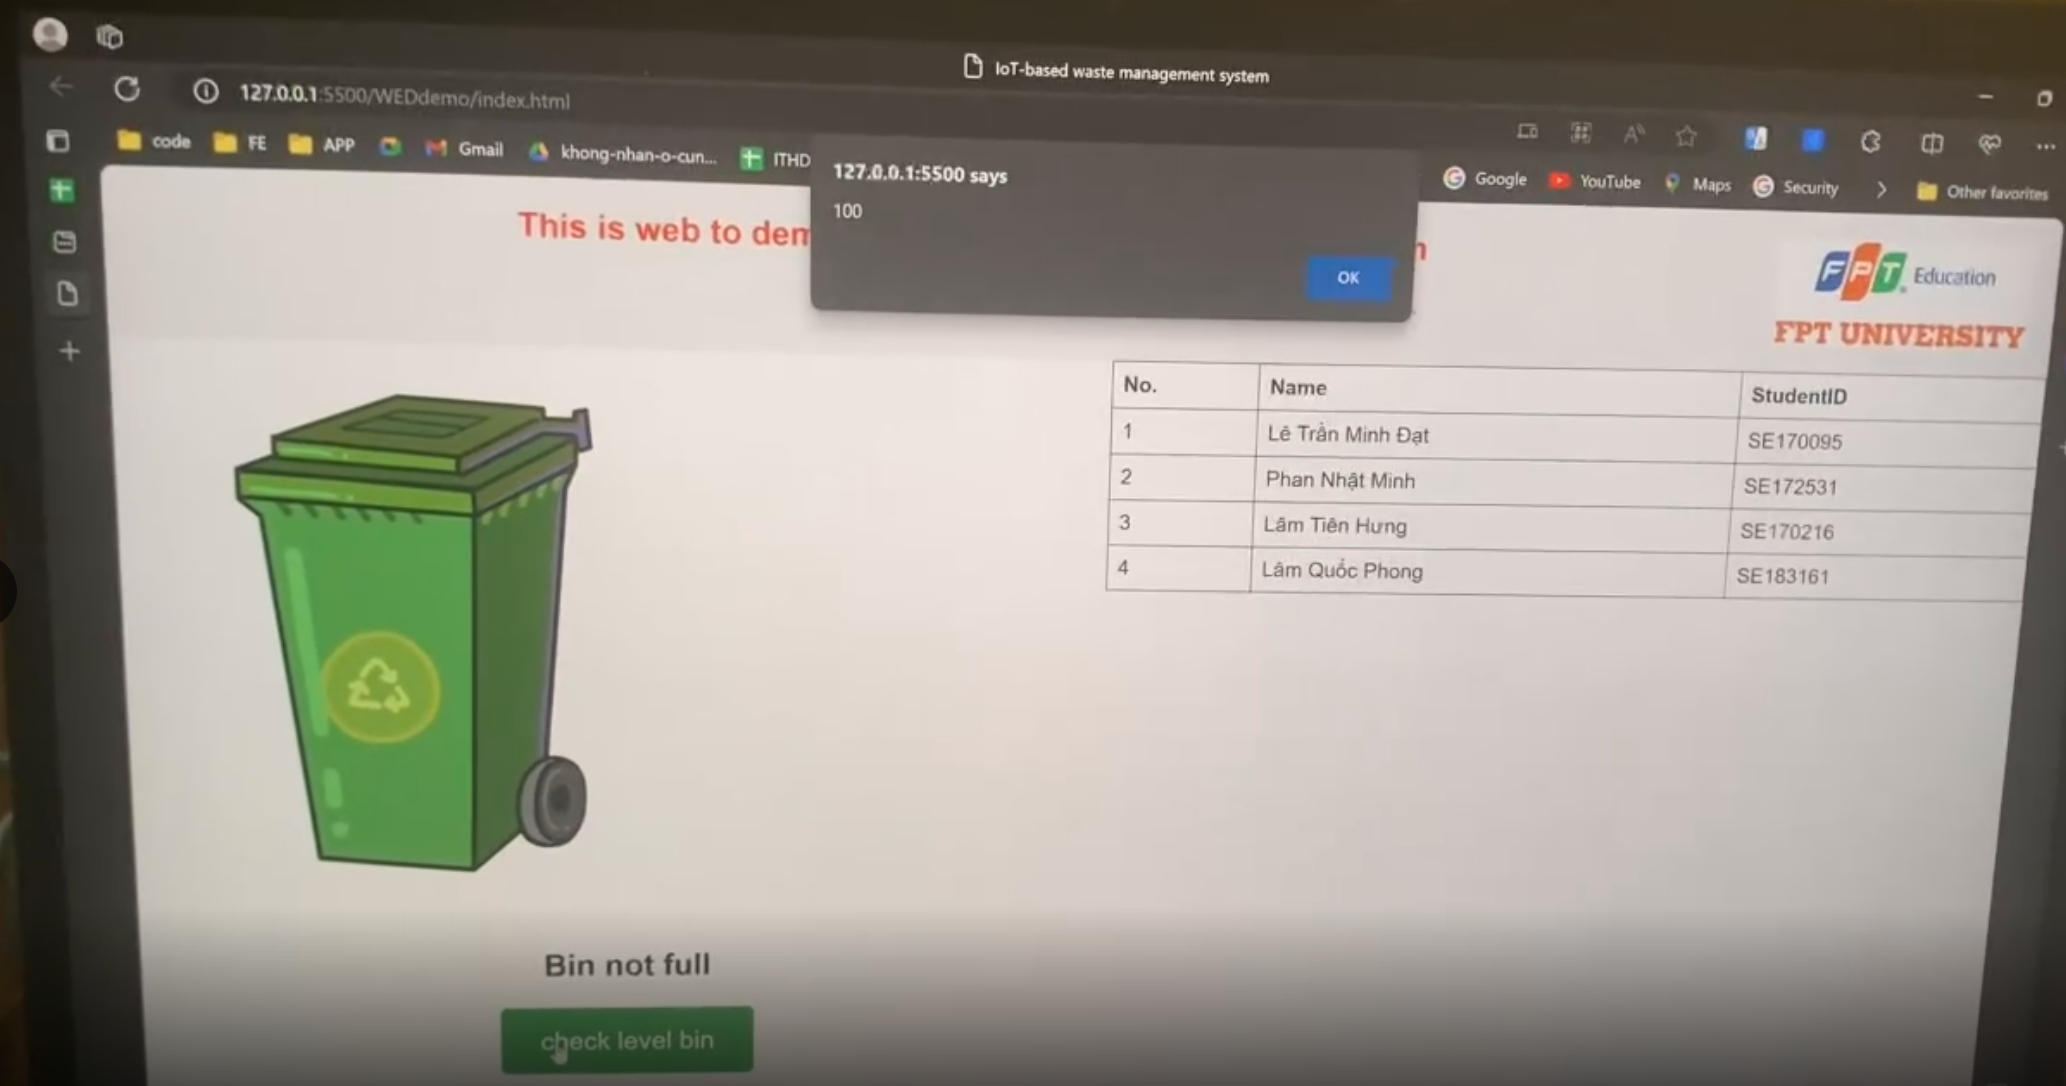 IoT-based waste management system
127.0.0.1:5500/WEDdemo/index.html
code FE APP Gmail khong-nhan-o-cun... ITHD Google YouTube Maps Security Other favorites
127.0.0.1:5500 says
100
OK
This is web to dem
FPT Education
FPT UNIVERSITY
No. Name StudentID
1 Lê Trần Minh Đạt SE170095
2 Phan Nhật Minh SE172531
3 Lâm Tiên Hưng SE170216
4 Lâm Quốc Phong SE183161
Bin not full
check level bin